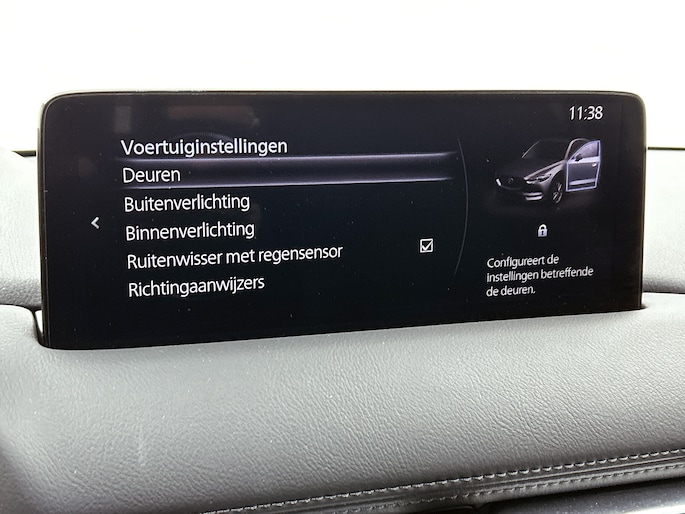 11:38
Voertuiginstellingen
Deuren
Buitenverlichting
Binnenverlichting
Ruitenwisser met regensensor
Richtingaanwijzers
Configureert de
instellingen betreffende
de deuren.